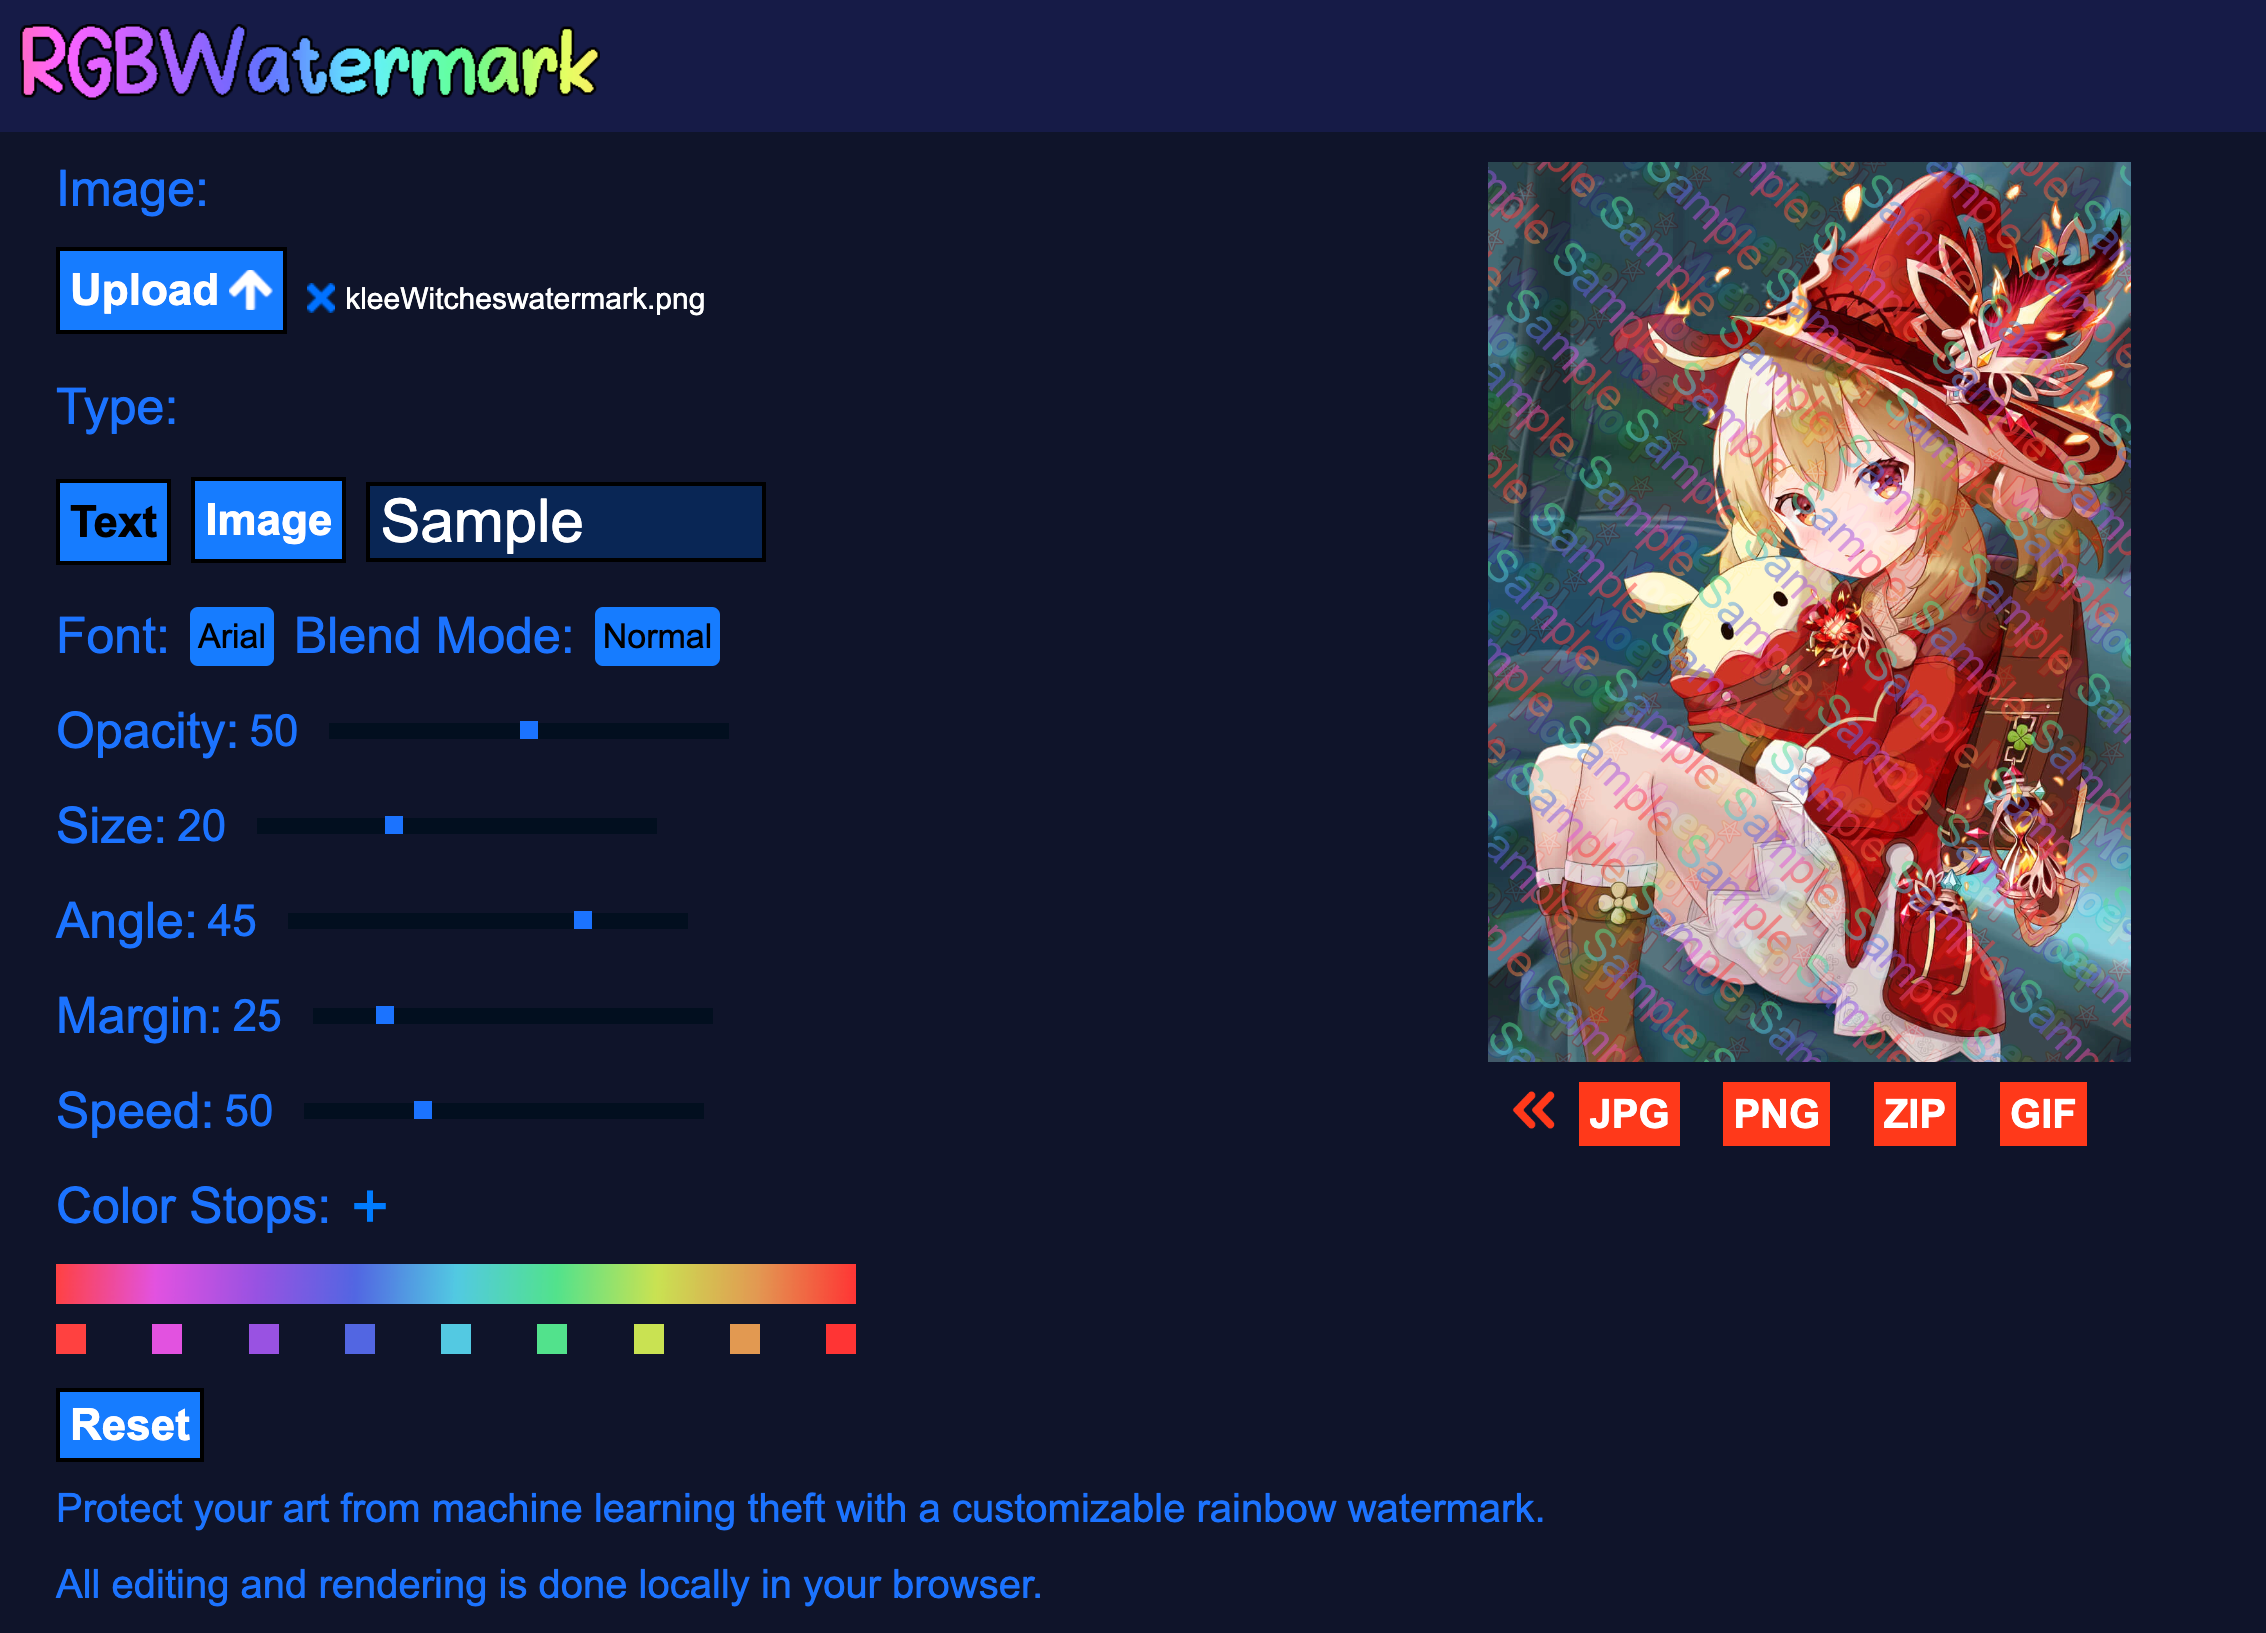 RGBWatermark
Image:
Upload
kleeWitcheswatermark.png
Type:
Text Image Sample
Font: Arial Blend Mode: Normal
Opacity: 50
Size: 20
Angle: 45
Margin: 25
Speed: 50
Color Stops: +
Reset
Protect your art from machine learning theft with a customizable rainbow watermark.
All editing and rendering is done locally in your browser.
Sample
JPG PNG ZIP GIF